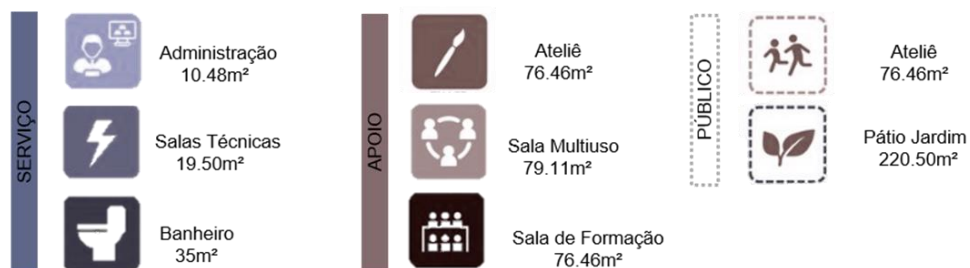 SERVIÇO
Administração
10.48m²
Salas Técnicas
19.50m²
Banheiro
35m²
APOIO
Ateliê
76.46m²
Sala Multiuso
79.11m²
Sala de Formação
76.46m²
PÚBLICO
Ateliê
76.46m²
Pátio Jardim
220.50m²